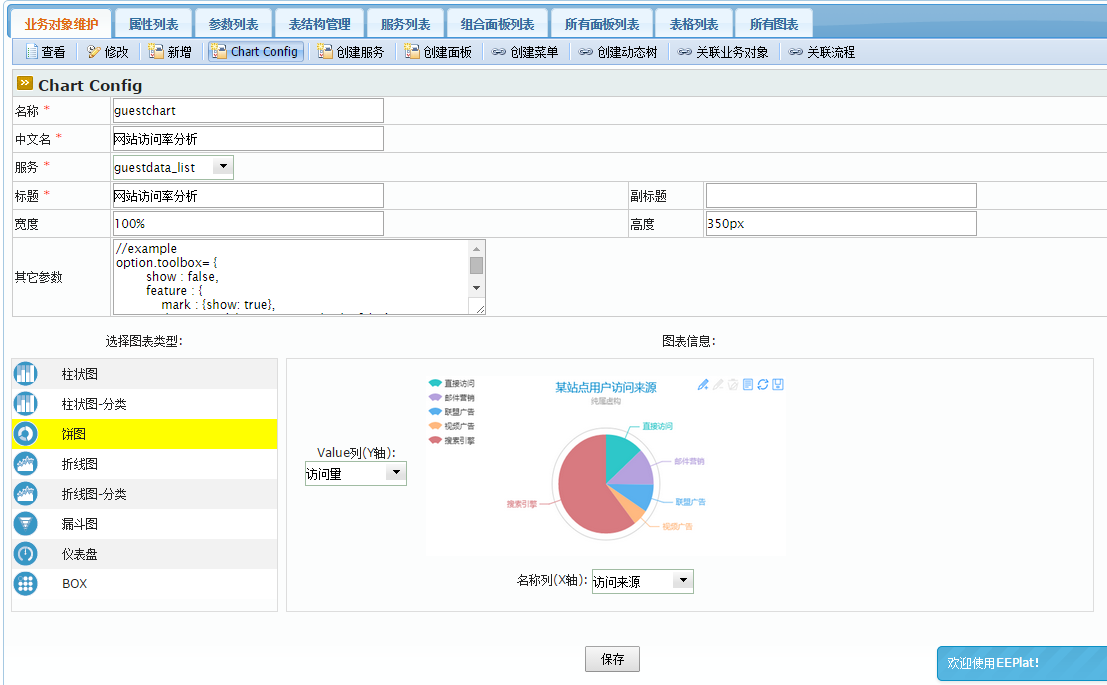 业务对象维护 属性列表 参数列表 表结构管理 服务列表 组合面板列表 所有面板列表 表格列表 所有图表
查看 修改 新增 Chart Config 创建服务 创建面板 创建菜单 创建动态树 关联业务对象 关联流程
Chart Config
名称 * guestchart
中文名 * 网站访问率分析
服务 * guestdata_list
标题 * 网站访问率分析 副标题
宽度 100% 高度 350px
其它参数
//example
option.toolbox= {
show : false,
feature : {
mark : {show: true},
选择图表类型: 图表信息:
柱状图
柱状图-分类
饼图
折线图
折线图-分类
漏斗图
仪表盘
BOX
Value列(Y轴):
访问量
直接访问
邮件营销
联盟广告
视频广告
搜索引擎
某站点用户访问来源
纯属虚构
直接访问
邮件营销
联盟广告
视频广告
搜索引擎
名称列(X轴): 访问来源
保存
欢迎使用EEPlat!